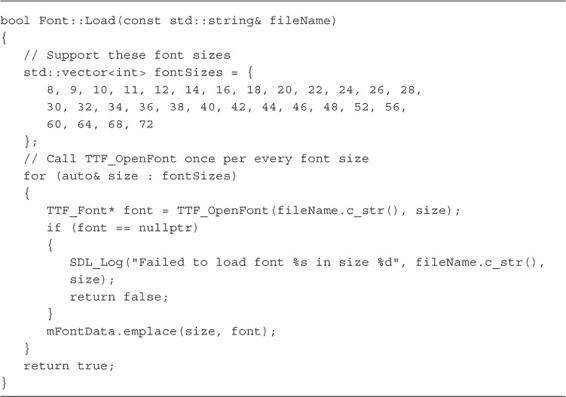 bool Font::Load(const std::string& fileName)
{
   // Support these font sizes
   std::vector<int> fontSizes = {
      8, 9, 10, 11, 12, 14, 16, 18, 20, 22, 24, 26, 28,
      30, 32, 34, 36, 38, 40, 42, 44, 46, 48, 52, 56,
      60, 64, 68, 72
   };
   // Call TTF_OpenFont once per every font size
   for (auto& size : fontSizes)
   {
      TTF_Font* font = TTF_OpenFont(fileName.c_str(), size);
      if (font == nullptr)
      {
         SDL_Log("Failed to load font %s in size %d", fileName.c_str(),
         size);
         return false;
      }
      mFontData.emplace(size, font);
   }
   return true;
}